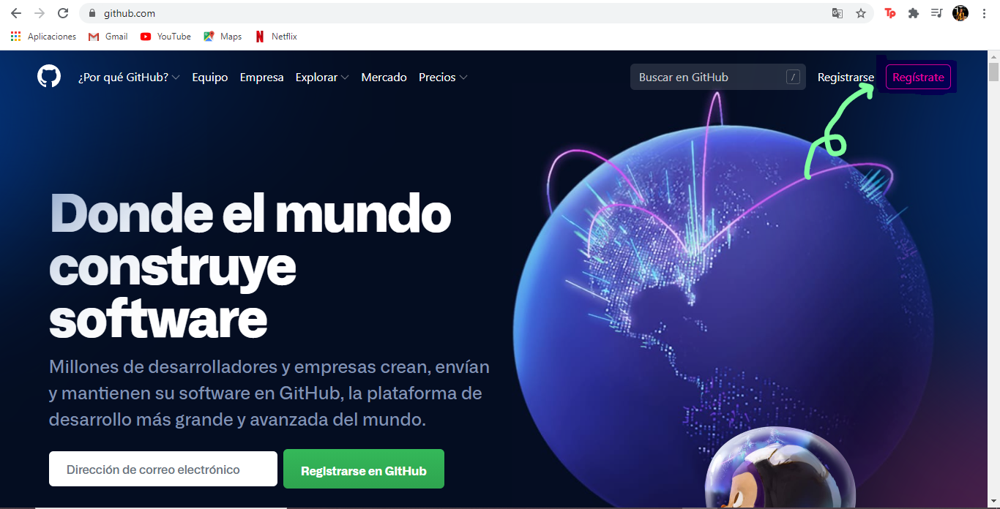 github.com
Aplicaciones Gmail YouTube Maps Netflix
¿Por qué GitHub? Equipo Empresa Explorar Mercado Precios Buscar en GitHub / Registrarse Regístrate
Donde el mundo
construye
software
Millones de desarrolladores y empresas crean, envían
y mantienen su software en GitHub, la plataforma de
desarrollo más grande y avanzada del mundo.
Dirección de correo electrónico Registrarse en GitHub